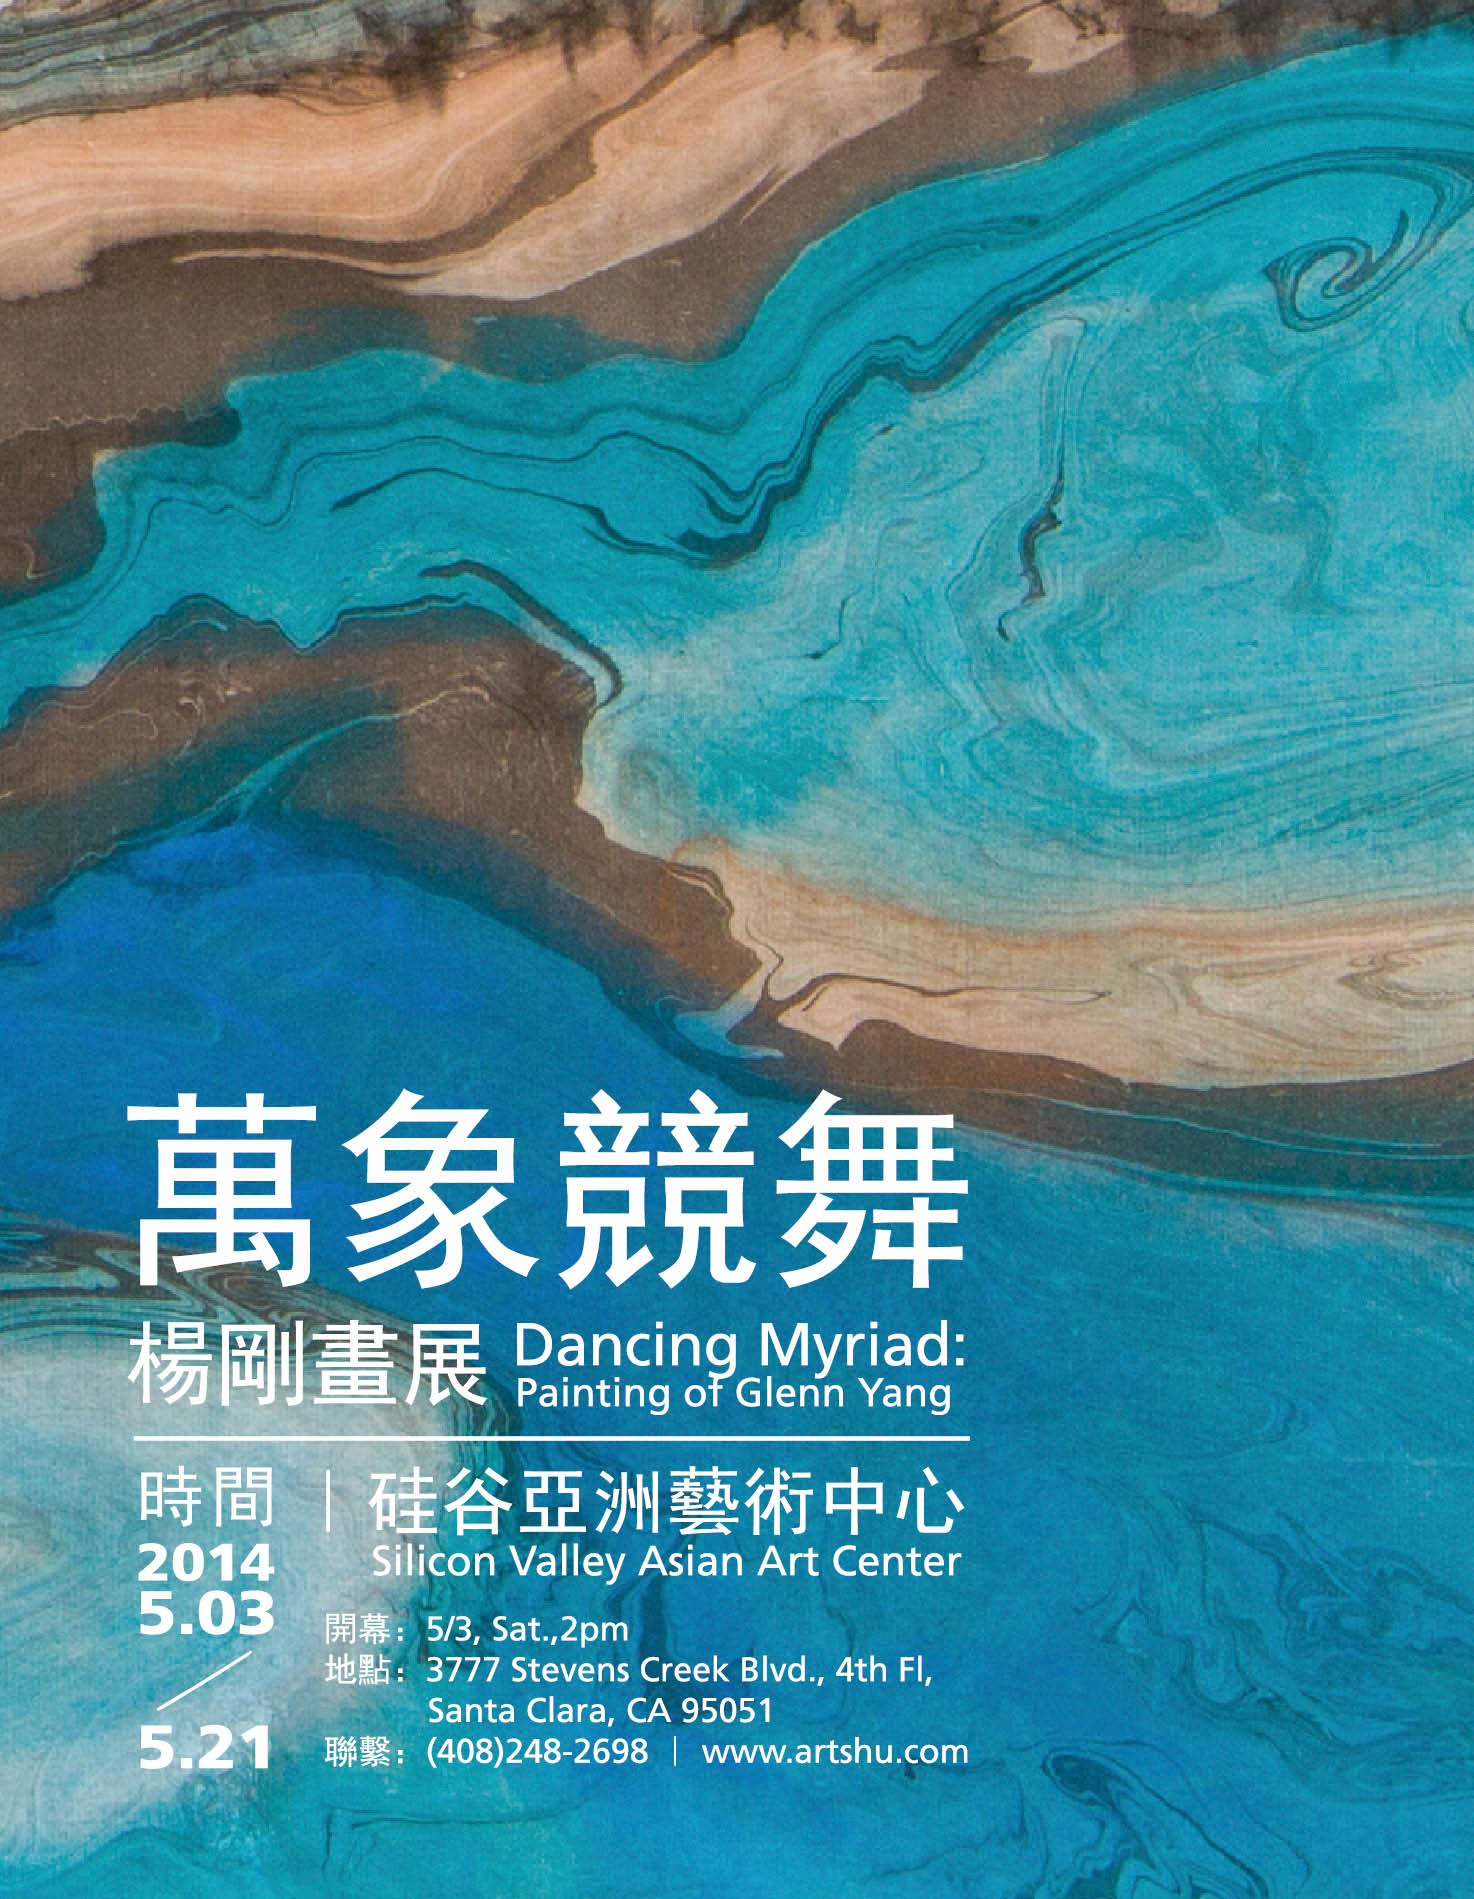 萬象競舞
楊剛畫展 Dancing Myriad:
Painting of Glenn Yang
時間 | 硅谷亞洲藝術中心
Silicon Valley Asian Art Center
2014
5.03
/
5.21
開幕：5/3, Sat.,2pm
地點：3777 Stevens Creek Blvd., 4th Fl,
Santa Clara, CA 95051
聯繫：(408)248-2698 | www.artshu.com